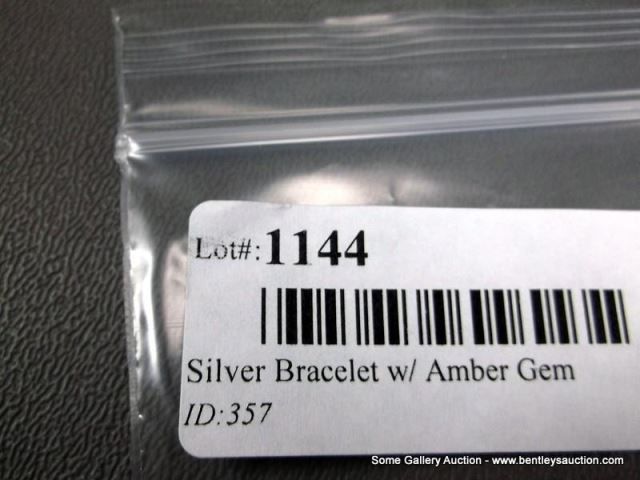 Lot#:1144
Silver Bracelet w/ Amber Gem
ID:357
Some Gallery Auction - www.bentleysauction.com